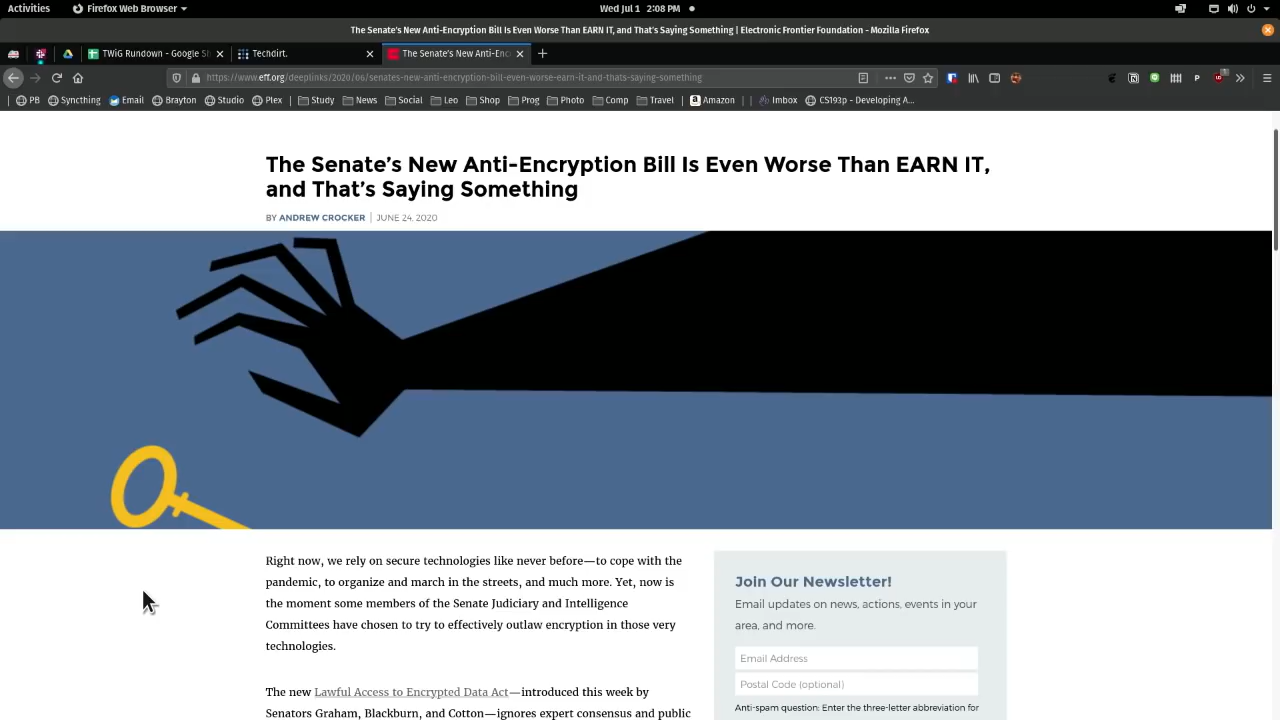 Activities Firefox Web Browser Wed Jul 1 2:08 PM
The Senate's New Anti-Encryption Bill Is Even Worse Than EARN IT, and That's Saying Something | Electronic Frontier Foundation - Mozilla Firefox
TWiG Rundown - Google Sh Techdirt. The Senate's New Anti-Enc
https://www.eff.org/deeplinks/2020/06/senates-new-anti-encryption-bill-even-worse-earn-it-and-thats-saying-something
PB Syncthing Email Brayton Studio Plex Study News Social Leo Shop Prog Photo Comp Travel Amazon Imbox CS193p - Developing A...
The Senate's New Anti-Encryption Bill Is Even Worse Than EARN IT,
and That's Saying Something
BY ANDREW CROCKER | JUNE 24, 2020
Right now, we rely on secure technologies like never before—to cope with the
pandemic, to organize and march in the streets, and much more. Yet, now is
the moment some members of the Senate Judiciary and Intelligence
Committees have chosen to try to effectively outlaw encryption in those very
technologies.
The new Lawful Access to Encrypted Data Act—introduced this week by
Senators Graham, Blackburn, and Cotton—ignores expert consensus and public
Join Our Newsletter!
Email updates on news, actions, events in your
area, and more.
Email Address
Postal Code (optional)
Anti-spam question: Enter the three-letter abbreviation for